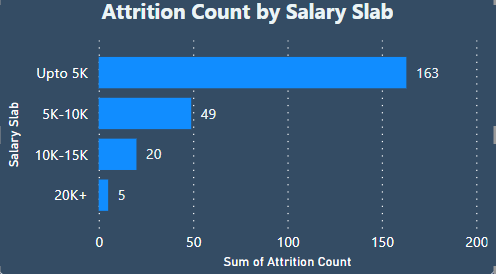 Attrition Count by Salary Slab
Salary Slab
Upto 5K 163
5K-10K 49
10K-15K 20
20K+ 5
0 50 100 150 200
Sum of Attrition Count